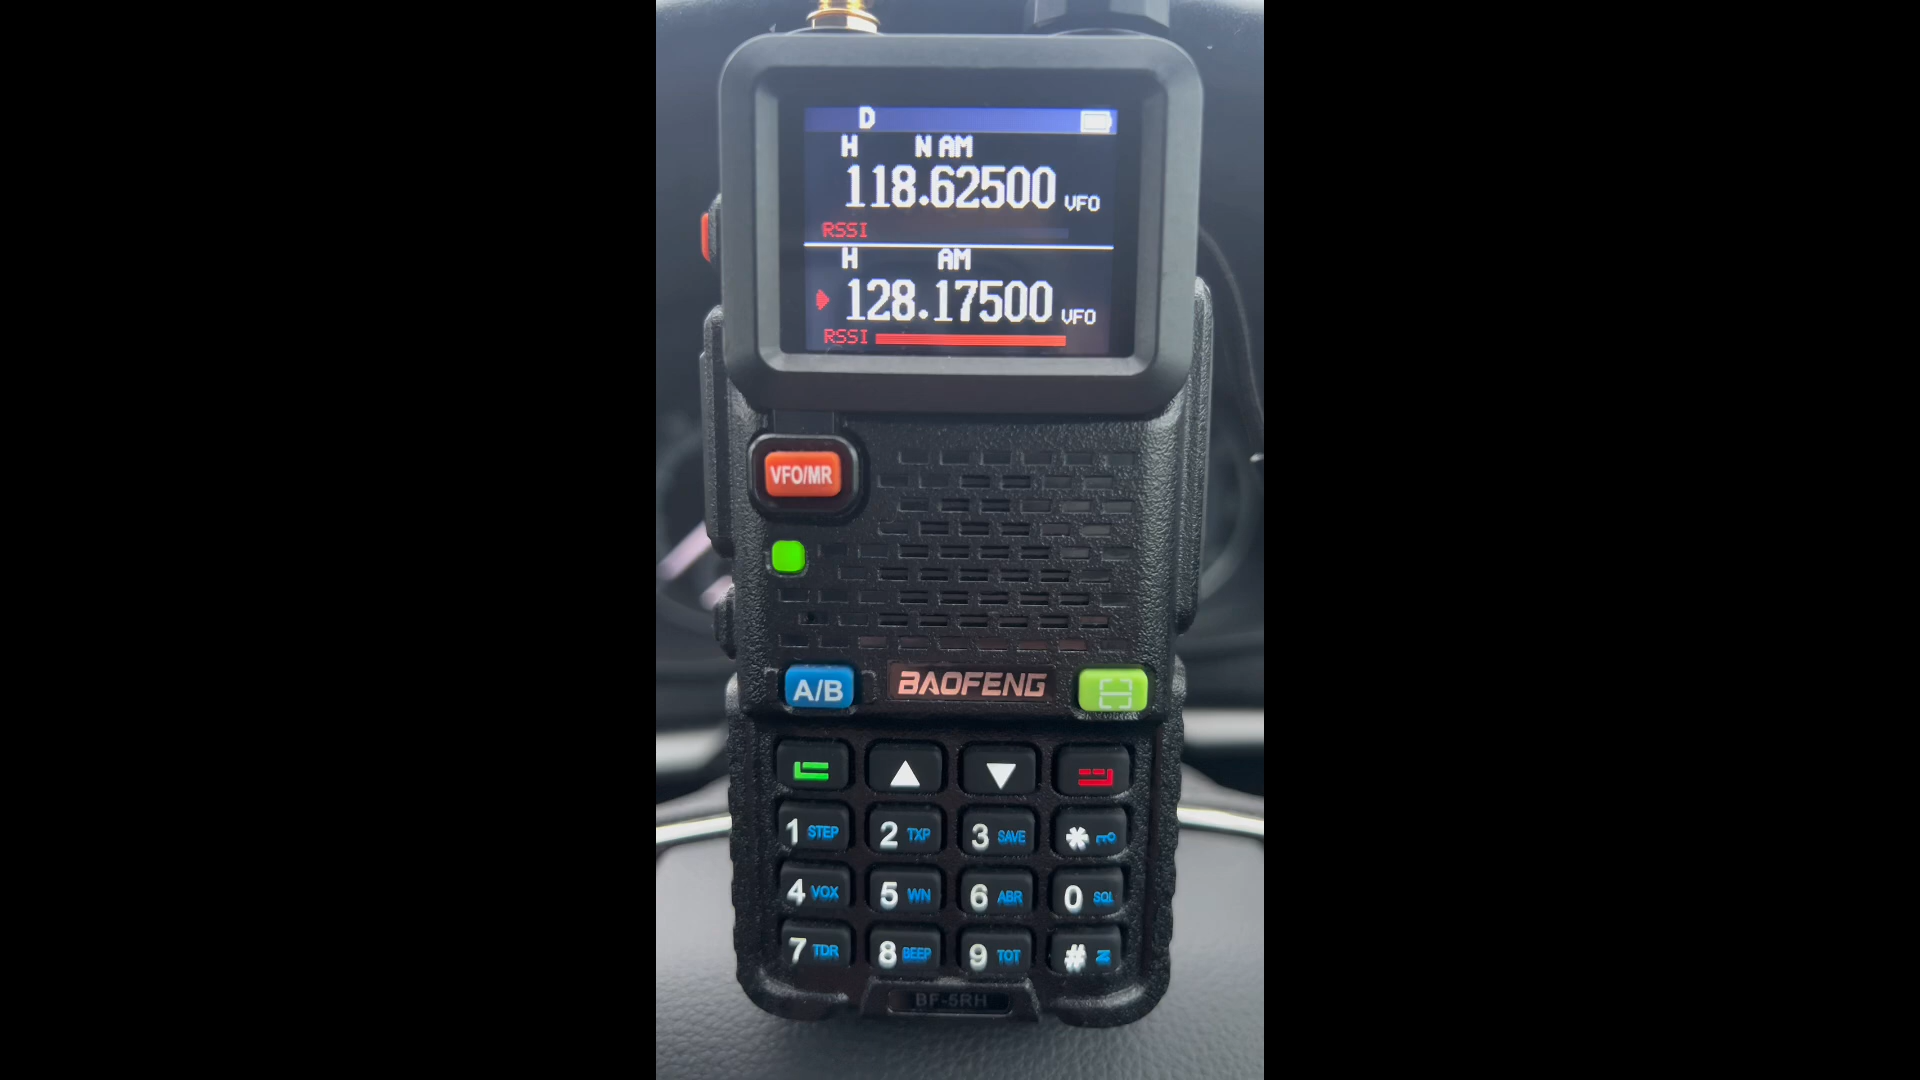 D
H N AM
118.62500 VFO
RSSI
H AM
128.17500 VFO
RSSI
VFO/MR
A/B BAOFENG
1 STEP 2 TXP 3 SAVE *
4 VOX 5 WN 6 ABR 0 SQL
7 TDR 8 BEEP 9 TOT #
BF-5RH